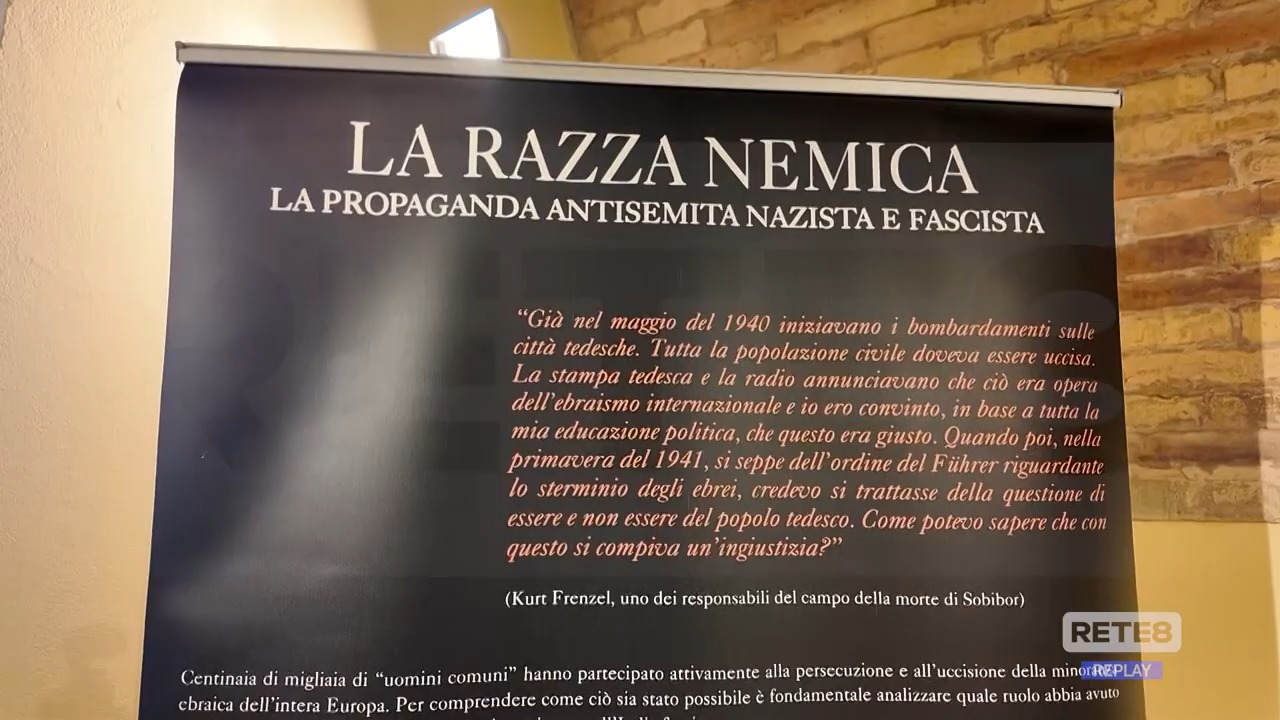 LA RAZZA NEMICA
LA PROPAGANDA ANTISEMITA NAZISTA E FASCISTA
“Già nel maggio del 1940 iniziavano i bombardamenti sulle
città tedesche. Tutta la popolazione civile doveva essere uccisa.
La stampa tedesca e la radio annunciavano che ciò era opera
dell’ebraismo internazionale e io ero convinto, in base a tutta la
mia educazione politica, che questo era giusto. Quando poi, nella
primavera del 1941, si seppe dell’ordine del Führer riguardante
lo sterminio degli ebrei, credevo si trattasse della questione di
essere e non essere del popolo tedesco. Come potevo sapere che con
questo si compiva un’ingiustizia?”
(Kurt Frenzel, uno dei responsabili del campo della morte di Sobibor)
RETE8
REPLAY
Centinaia di migliaia di “uomini comuni” hanno partecipato attivamente alla persecuzione e all’uccisione della minoranza
ebraica dell’intera Europa. Per comprendere come ciò sia stato possibile è fondamentale analizzare quale ruolo abbia avuto